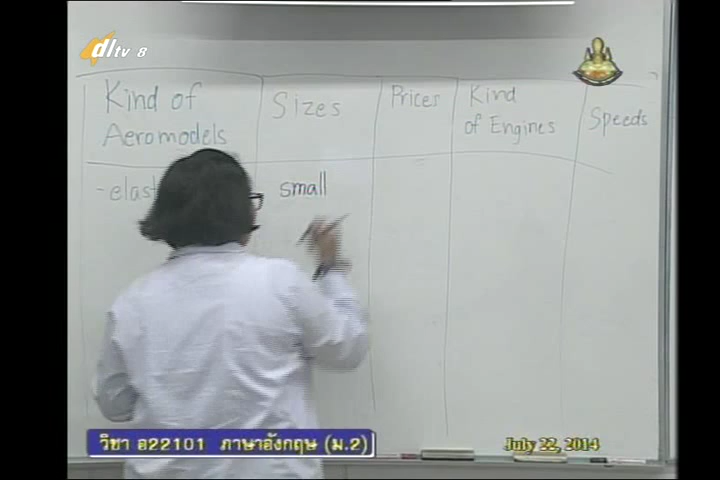 dltv 8
Kind of
Aeromodels
Sizes
Prices
Kind
of Engines
Speeds
small
วิชา อ22101 ภาษาอังกฤษ (ม.2)
July 22, 2014